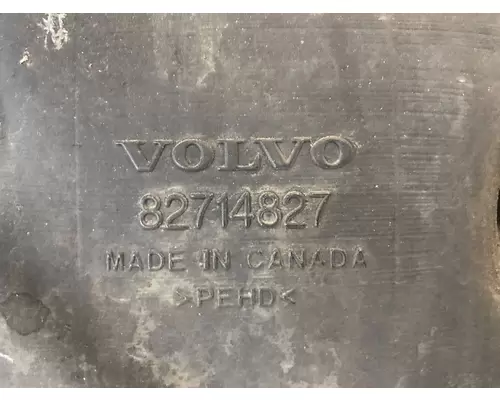 VOLVO
82714827
MADE IN CANADA
>PEHD<